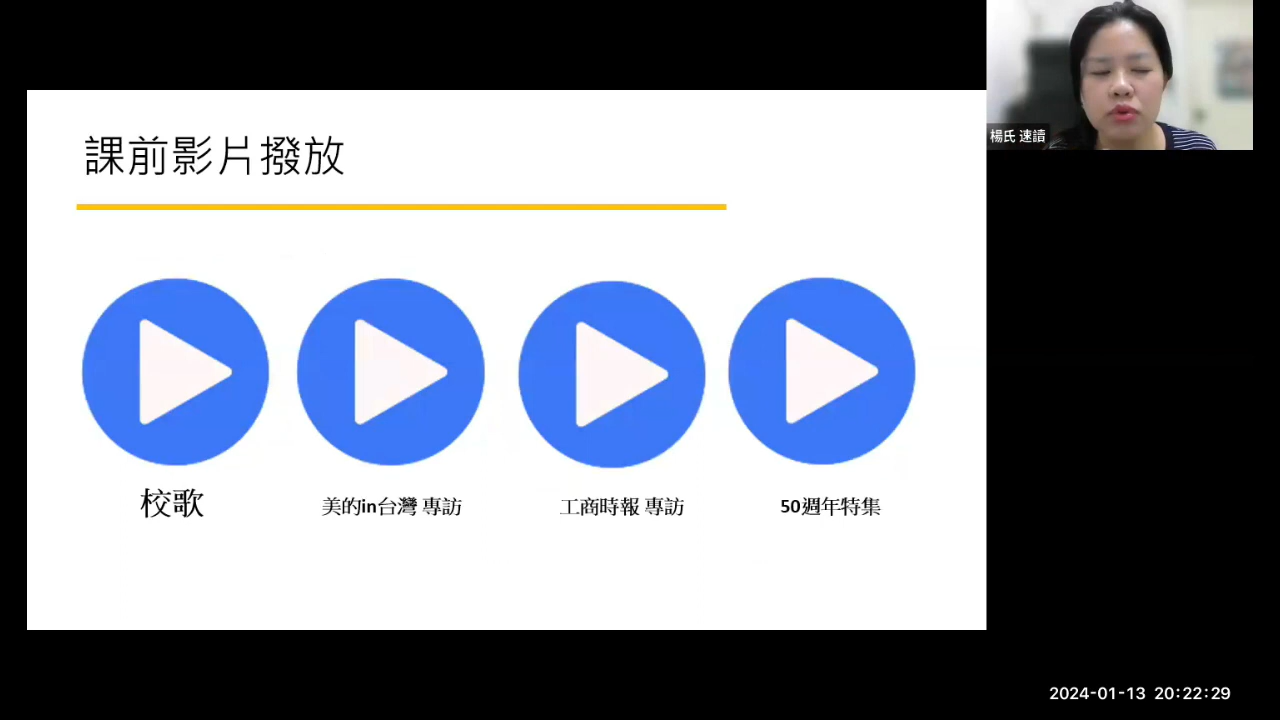 課前影片撥放
楊氏 速讀
校歌
美的in台灣 專訪
工商時報 專訪
50週年特集
2024-01-13 20:22:29